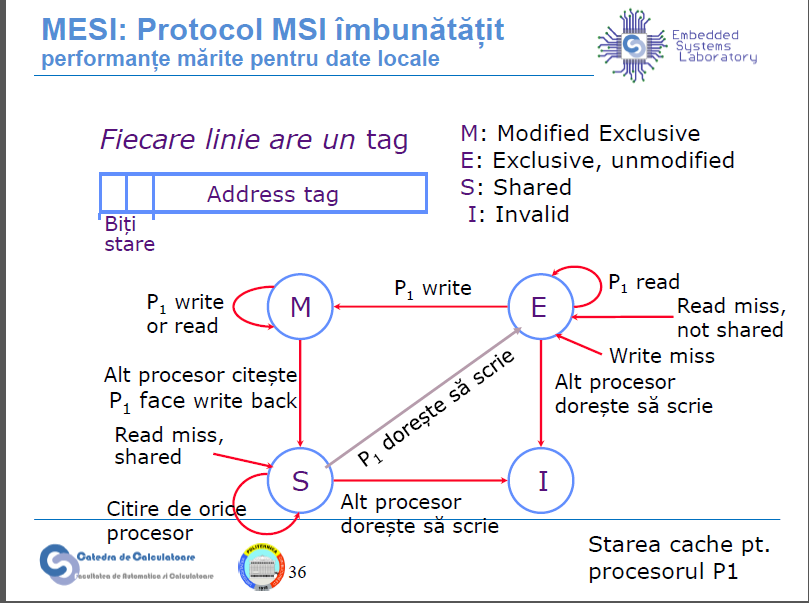 MESI: Protocol MSI îmbunătățit
performanțe mărite pentru date locale
Embedded
Systems
Laboratory
Fiecare linie are un tag
Address tag
Biți
stare
M: Modified Exclusive
E: Exclusive, unmodified
S: Shared
I: Invalid
P1 write
or read
M
P1 write
E
P1 read
Read miss,
not shared
Write miss
Alt procesor citește
P1 face write back
P1 dorește să scrie
Alt procesor
dorește să scrie
Read miss,
shared
S
I
Citire de orice
procesor
Alt procesor
dorește să scrie
Catedra de Calculatoare
Facultatea de Automatica si Calculatoare
POLITEHNICA
36
Starea cache pt.
procesorul P1